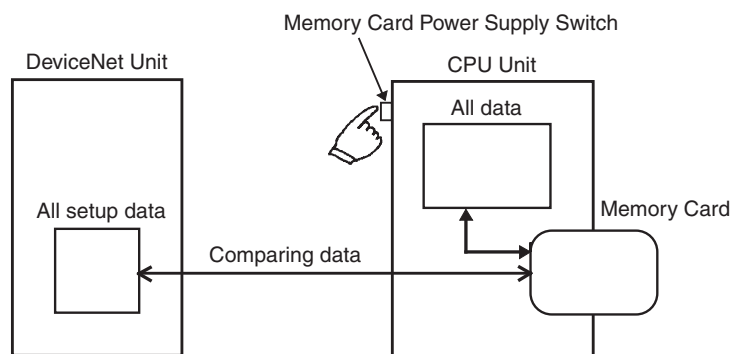 Memory Card Power Supply Switch
DeviceNet Unit
CPU Unit
All data
All setup data
Memory Card
Comparing data